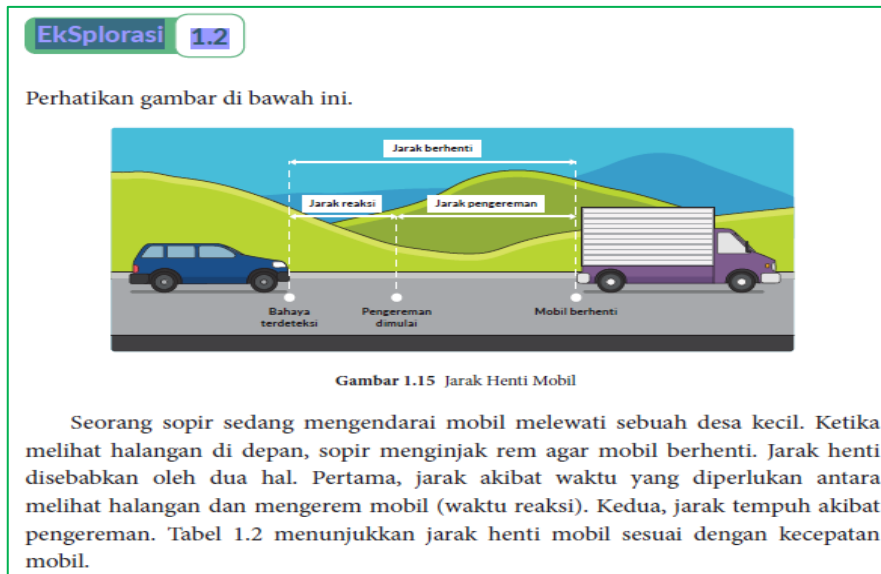 EkSplorasi 1.2
Perhatikan gambar di bawah ini.
Jarak berhenti
Jarak reaksi
Jarak pengereman
Bahaya
terdeteksi
Pengereman
dimulai
Mobil berhenti
Gambar 1.15 Jarak Henti Mobil
Seorang sopir sedang mengendarai mobil melewati sebuah desa kecil. Ketika
melihat halangan di depan, sopir menginjak rem agar mobil berhenti. Jarak henti
disebabkan oleh dua hal. Pertama, jarak akibat waktu yang diperlukan antara
melihat halangan dan mengerem mobil (waktu reaksi). Kedua, jarak tempuh akibat
pengereman. Tabel 1.2 menunjukkan jarak henti mobil sesuai dengan kecepatan
mobil.